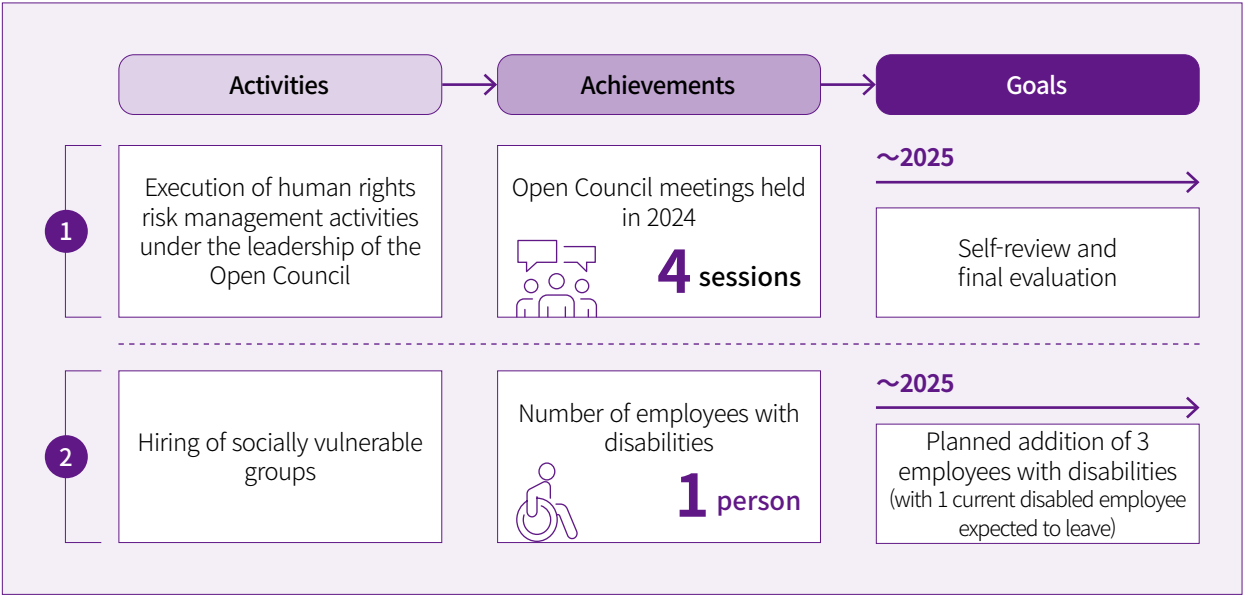 Activities
Achievements
Goals
1
Execution of human rights
risk management activities
under the leadership of the
Open Council
Open Council meetings held
in 2024
4 sessions
~2025
Self-review and
final evaluation
2
Hiring of socially vulnerable
groups
Number of employees with
disabilities
1 person
~2025
Planned addition of 3
employees with disabilities
(with 1 current disabled employee
expected to leave)